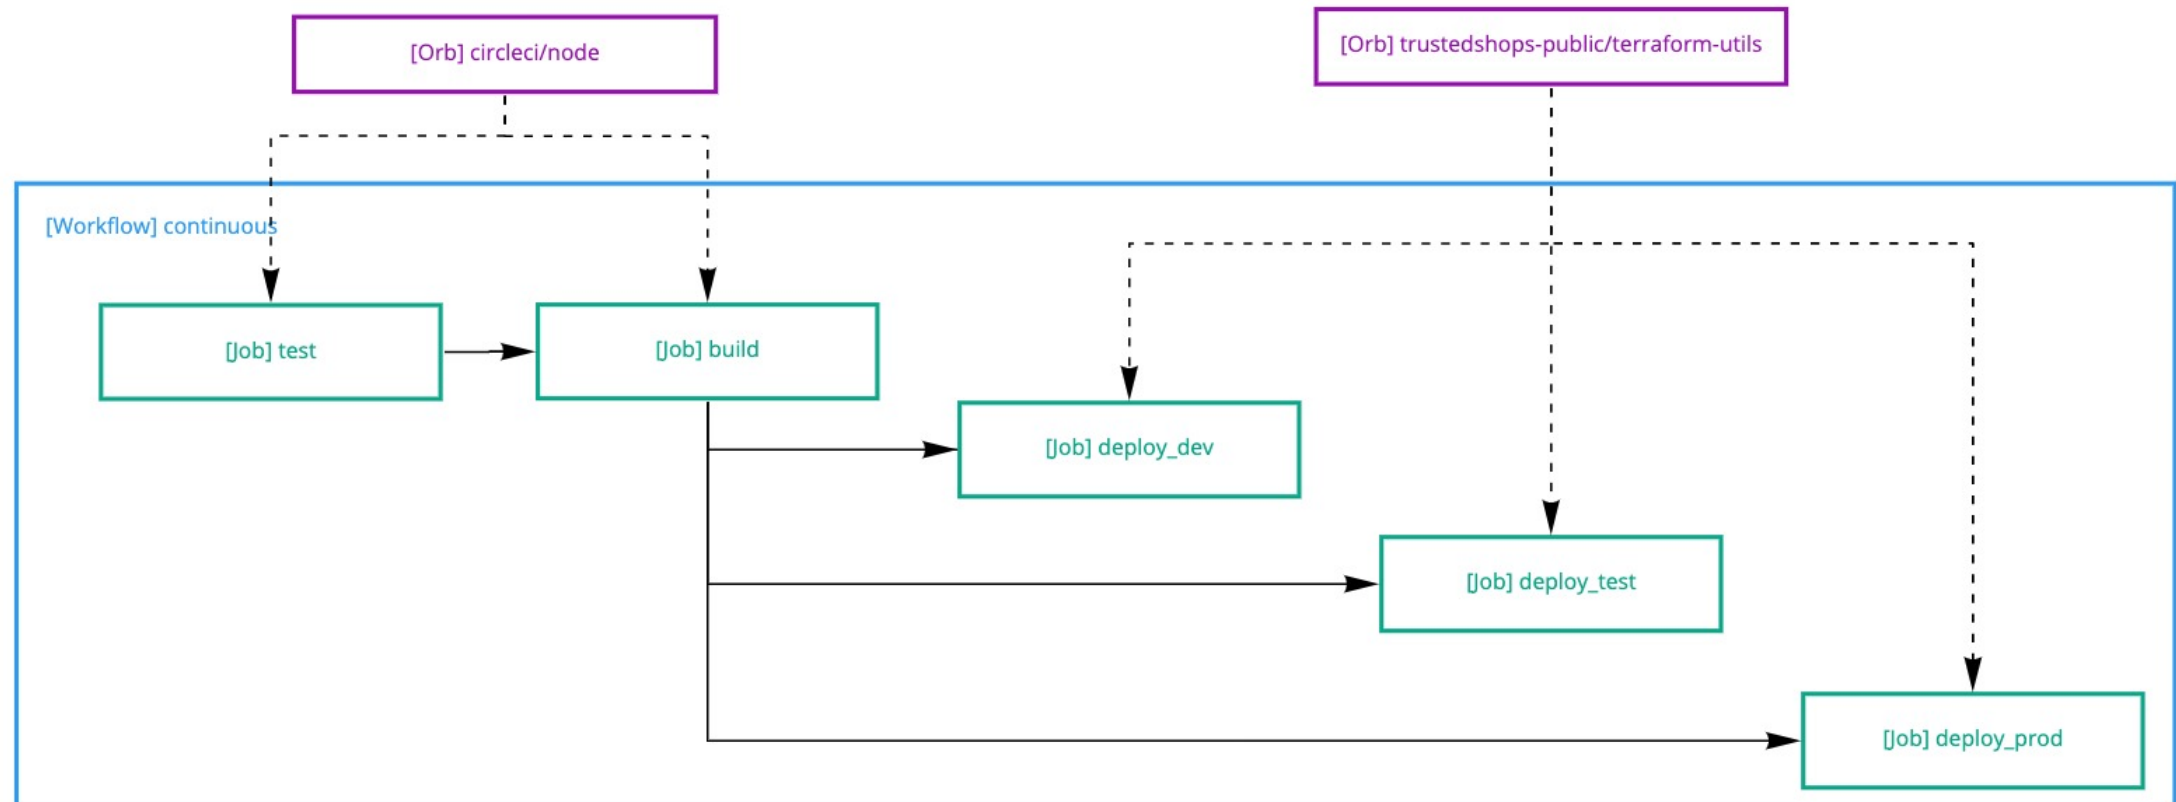 [Orb] circleci/node
[Orb] trustedshops-public/terraform-utils
[Workflow] continuous
[Job] test
[Job] build
[Job] deploy_dev
[Job] deploy_test
[Job] deploy_prod